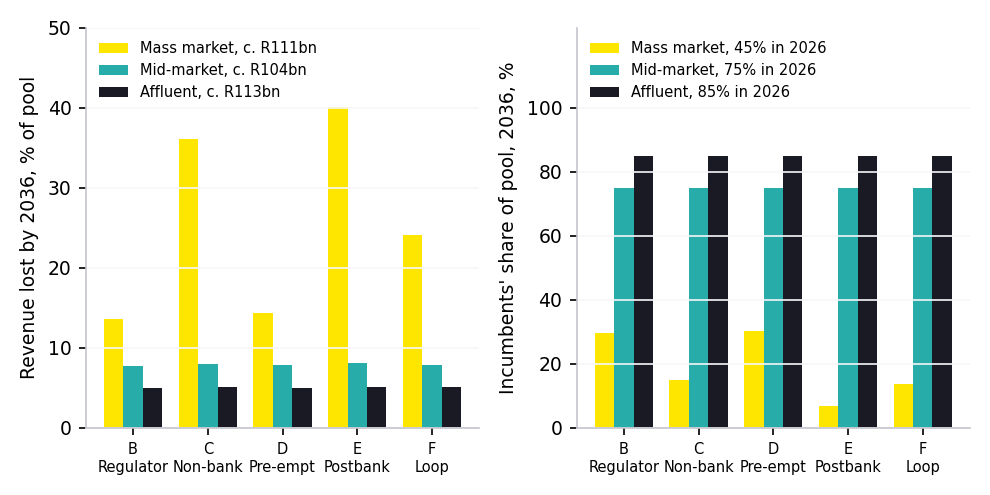 Revenue lost by 2036, % of pool
50
40
30
20
10
0
Mass market, c. R111bn
Mid-market, c. R104bn
Affluent, c. R113bn
B
Regulator
C
Non-bank
D
Pre-empt
E
Postbank
F
Loop
Incumbents' share of pool, 2036, %
100
80
60
40
20
0
Mass market, 45% in 2026
Mid-market, 75% in 2026
Affluent, 85% in 2026
B
Regulator
C
Non-bank
D
Pre-empt
E
Postbank
F
Loop